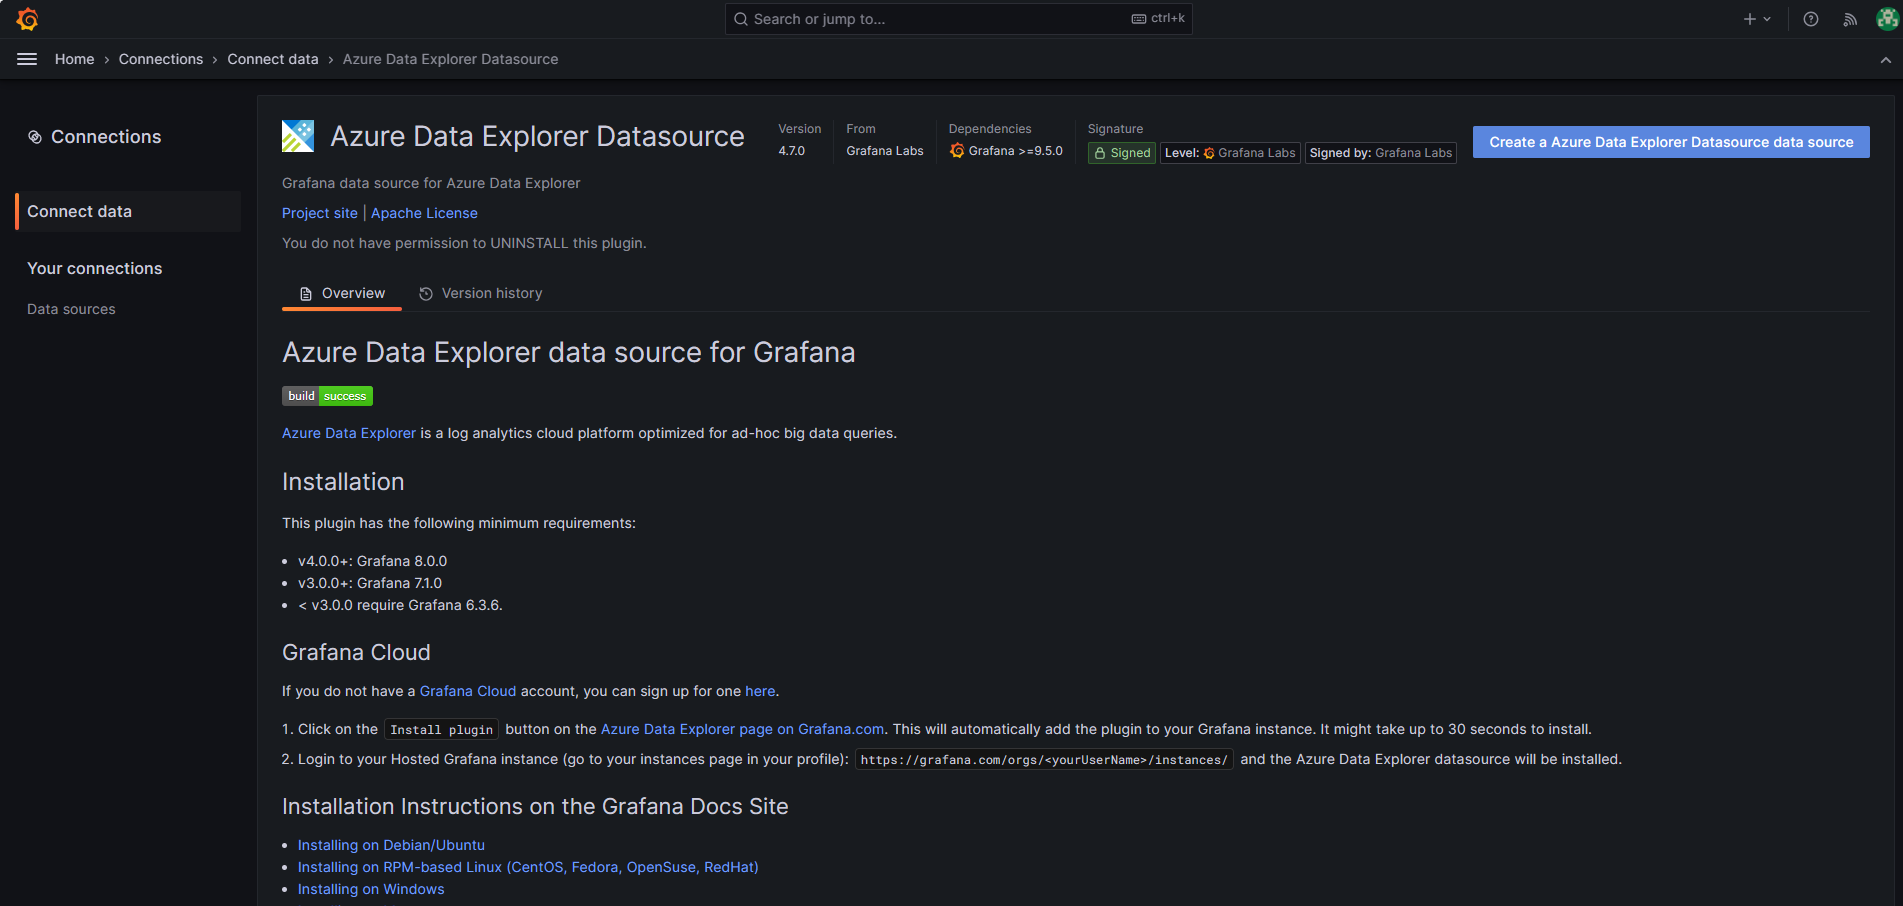 Search or jump to...
ctrl+k
Home › Connections › Connect data › Azure Data Explorer Datasource
Connections
Connect data
Your connections
Data sources
Azure Data Explorer Datasource
Version
4.7.0
From
Grafana Labs
Dependencies
Grafana >=9.5.0
Signature
Signed
Level: Grafana Labs
Signed by: Grafana Labs
Create a Azure Data Explorer Datasource data source
Grafana data source for Azure Data Explorer
Project site | Apache License
You do not have permission to UNINSTALL this plugin.
Overview
Version history
Azure Data Explorer data source for Grafana
build success
Azure Data Explorer is a log analytics cloud platform optimized for ad-hoc big data queries.
Installation
This plugin has the following minimum requirements:
• v4.0.0+: Grafana 8.0.0
• v3.0.0+: Grafana 7.1.0
• < v3.0.0 require Grafana 6.3.6.
Grafana Cloud
If you do not have a Grafana Cloud account, you can sign up for one here.
1. Click on the Install plugin button on the Azure Data Explorer page on Grafana.com. This will automatically add the plugin to your Grafana instance. It might take up to 30 seconds to install.
2. Login to your Hosted Grafana instance (go to your instances page in your profile): https://grafana.com/orgs/<yourUserName>/instances/ and the Azure Data Explorer datasource will be installed.
Installation Instructions on the Grafana Docs Site
• Installing on Debian/Ubuntu
• Installing on RPM-based Linux (CentOS, Fedora, OpenSuse, RedHat)
• Installing on Windows